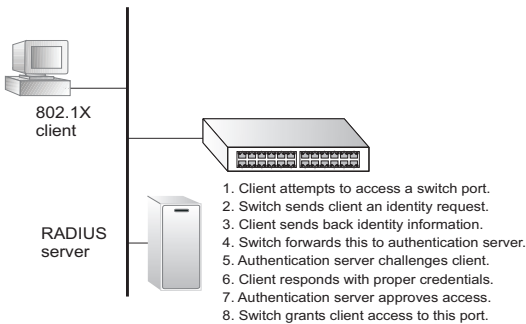 802.1X
client
RADIUS
server
1. Client attempts to access a switch port.
2. Switch sends client an identity request.
3. Client sends back identity information.
4. Switch forwards this to authentication server.
5. Authentication server challenges client.
6. Client responds with proper credentials.
7. Authentication server approves access.
8. Switch grants client access to this port.